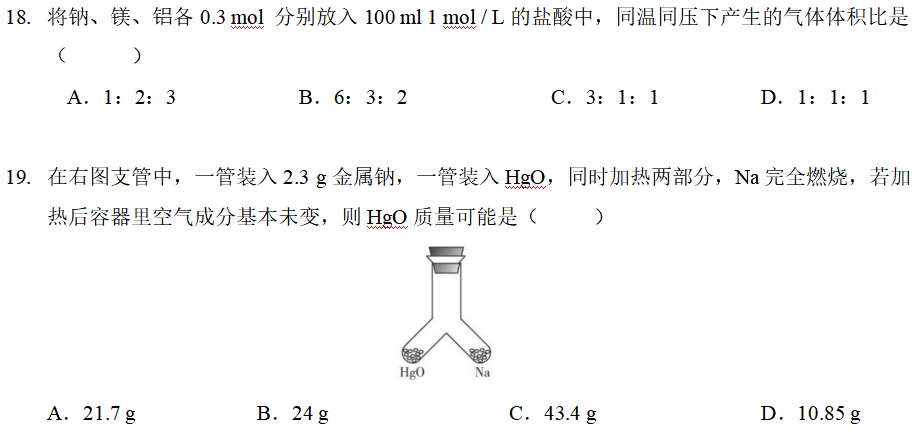 18. 将钠、镁、铝各 0.3 mol 分别放入 100 ml 1 mol / L 的盐酸中，同温同压下产生的气体体积比是
（  ）
A．1：2：3 B．6：3：2 C．3：1：1 D．1：1：1
19. 在右图支管中，一管装入 2.3 g 金属钠，一管装入 HgO，同时加热两部分，Na 完全燃烧，若加
热后容器里空气成分基本未变，则 HgO 质量可能是（  ）
HgO Na
A．21.7 g B．24 g C．43.4 g D．10.85 g